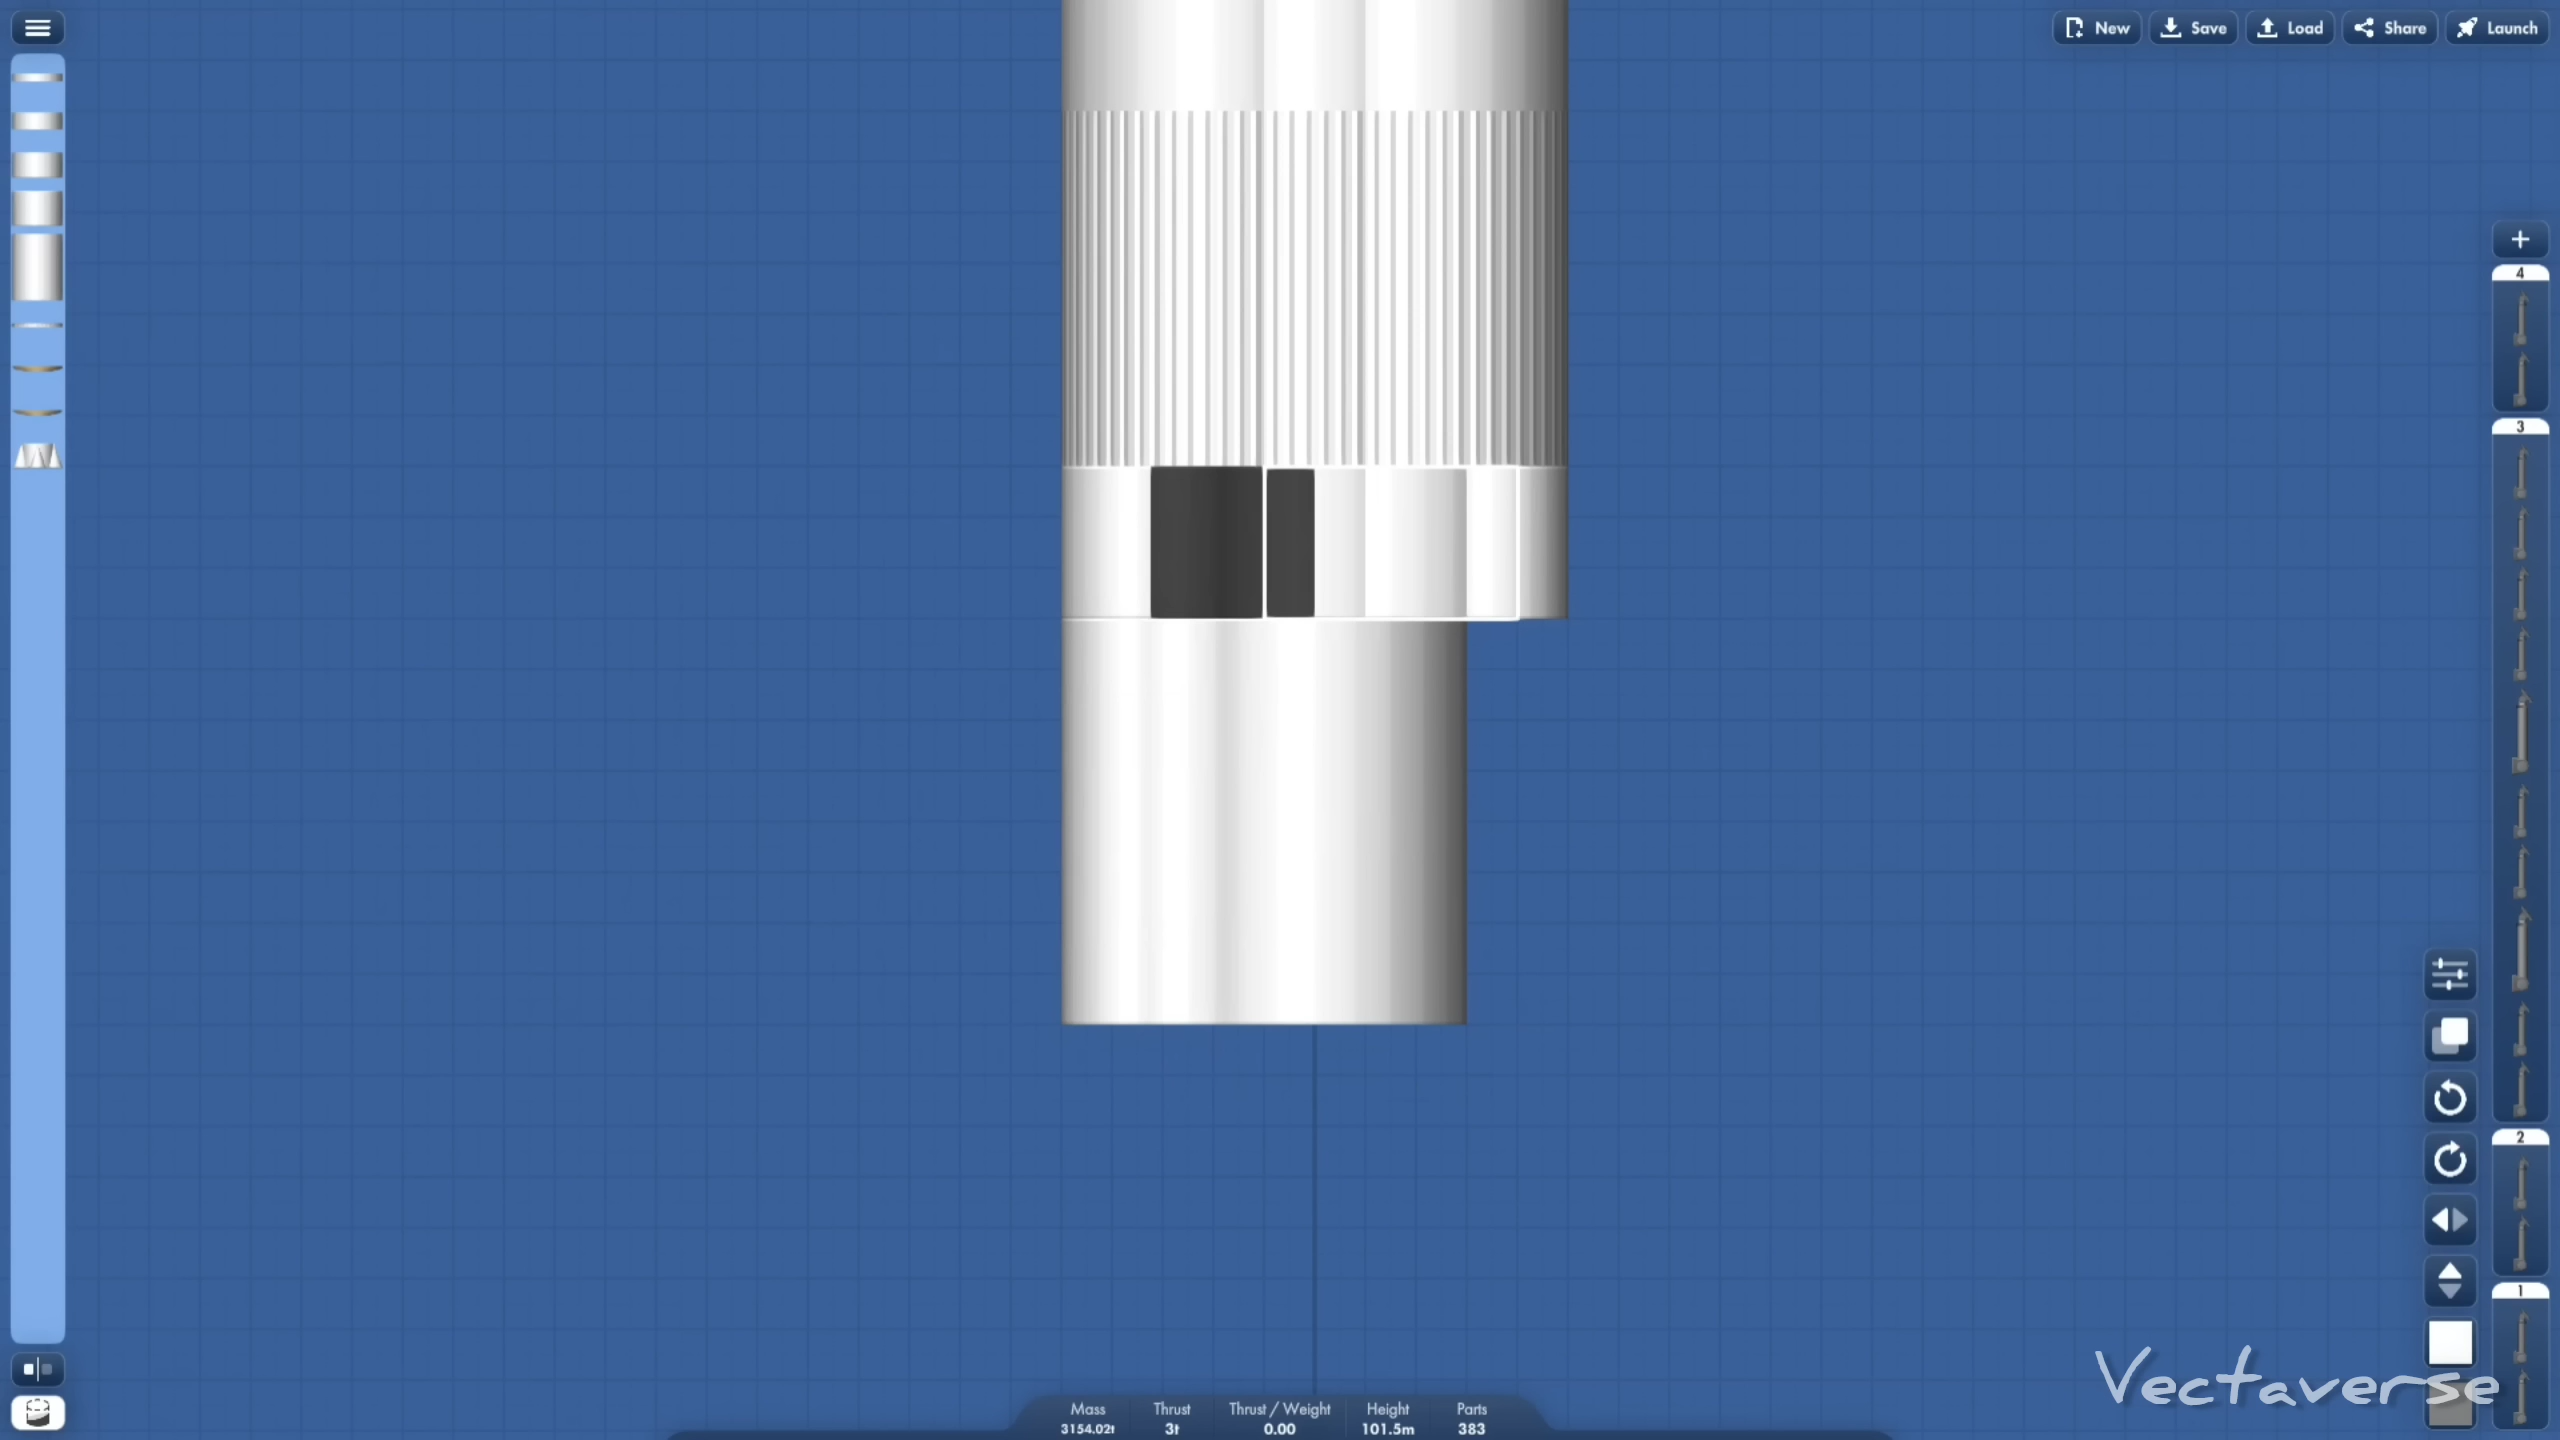 New Save Load Share Launch
4
3
2
1
Mass Thrust Thrust / Weight Height Parts
3154.02t 3t 0.00 101.5m 383
Vectaverse